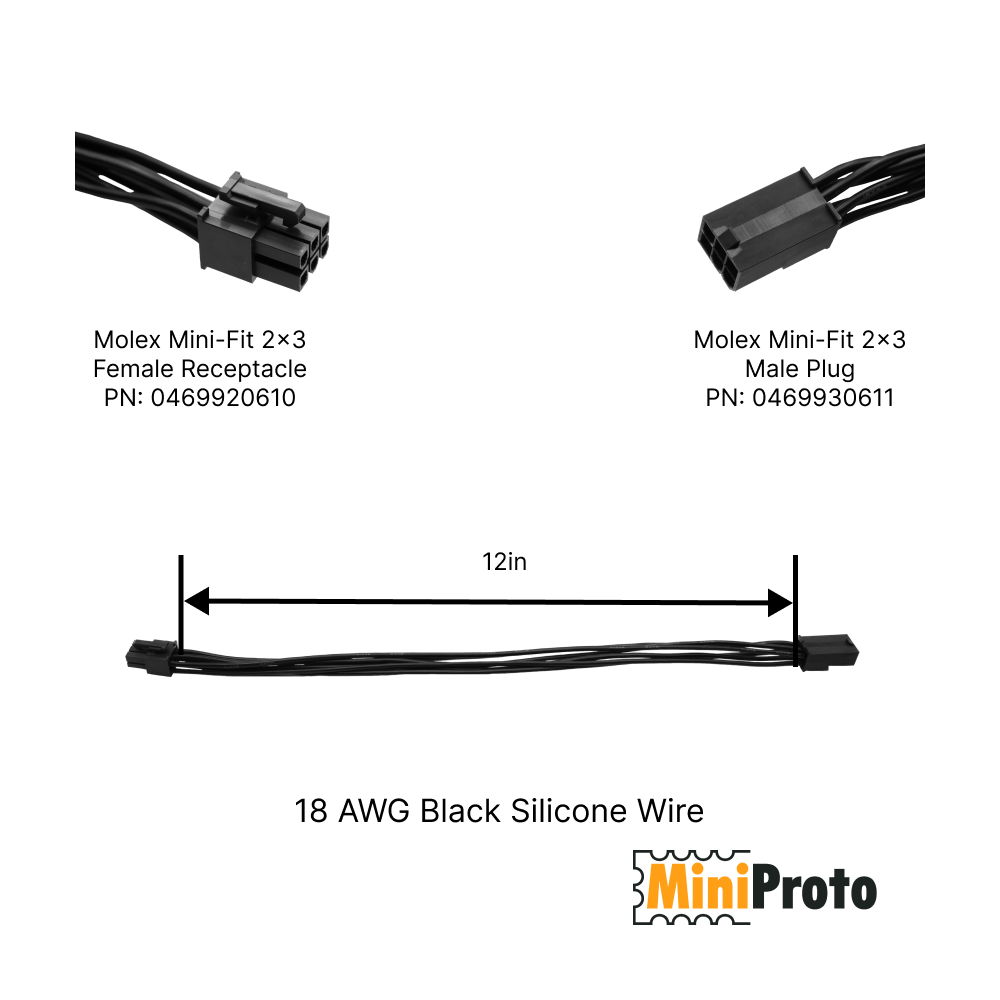 Molex Mini-Fit 2×3
Female Receptacle
PN: 0469920610
Molex Mini-Fit 2×3
Male Plug
PN: 0469930611
12in
18 AWG Black Silicone Wire
MiniProto